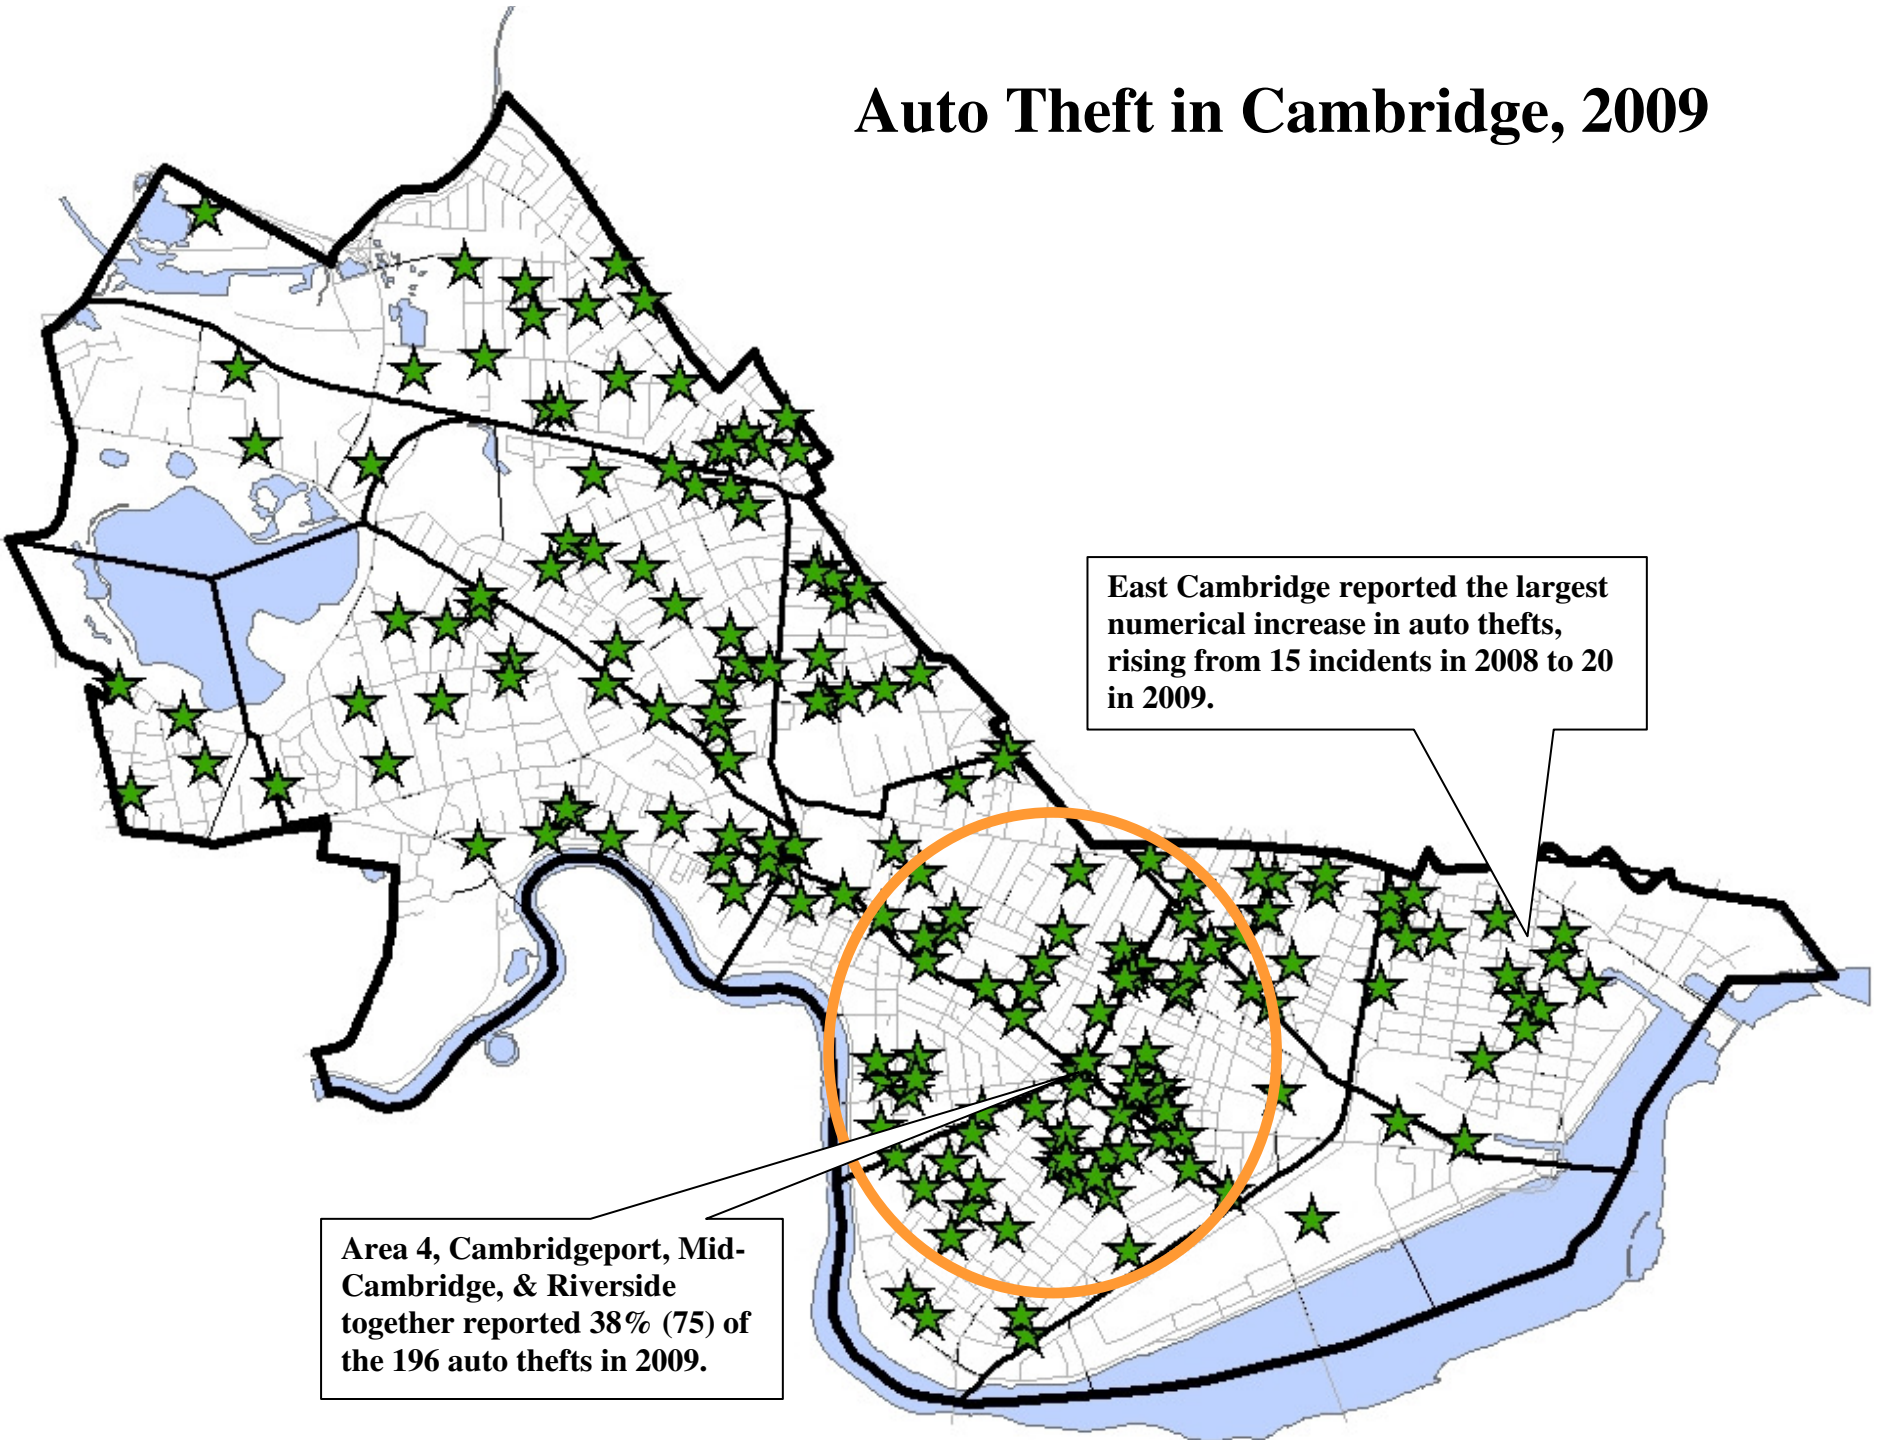 Auto Theft in Cambridge, 2009
East Cambridge reported the largest
numerical increase in auto thefts,
rising from 15 incidents in 2008 to 20
in 2009.
Area 4, Cambridgeport, Mid-
Cambridge, & Riverside
together reported 38% (75) of
the 196 auto thefts in 2009.